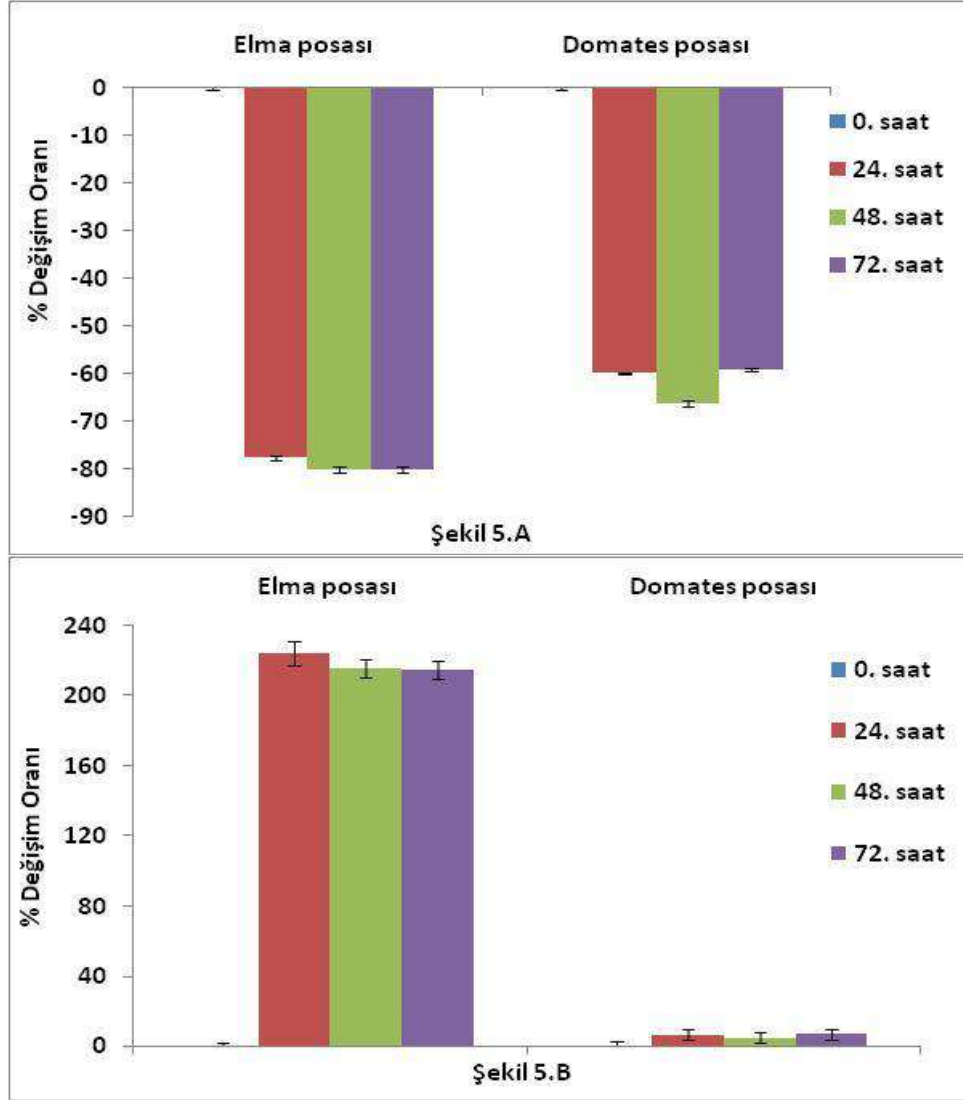 Elma posası
Domates posası
% Değişim Oranı
0
-10
-20
-30
-40
-50
-60
-70
-80
-90
0. saat
24. saat
48. saat
72. saat
Şekil 5.A
Elma posası
Domates posası
% Değişim Oranı
240
200
160
120
80
40
0
0. saat
24. saat
48. saat
72. saat
Şekil 5.B